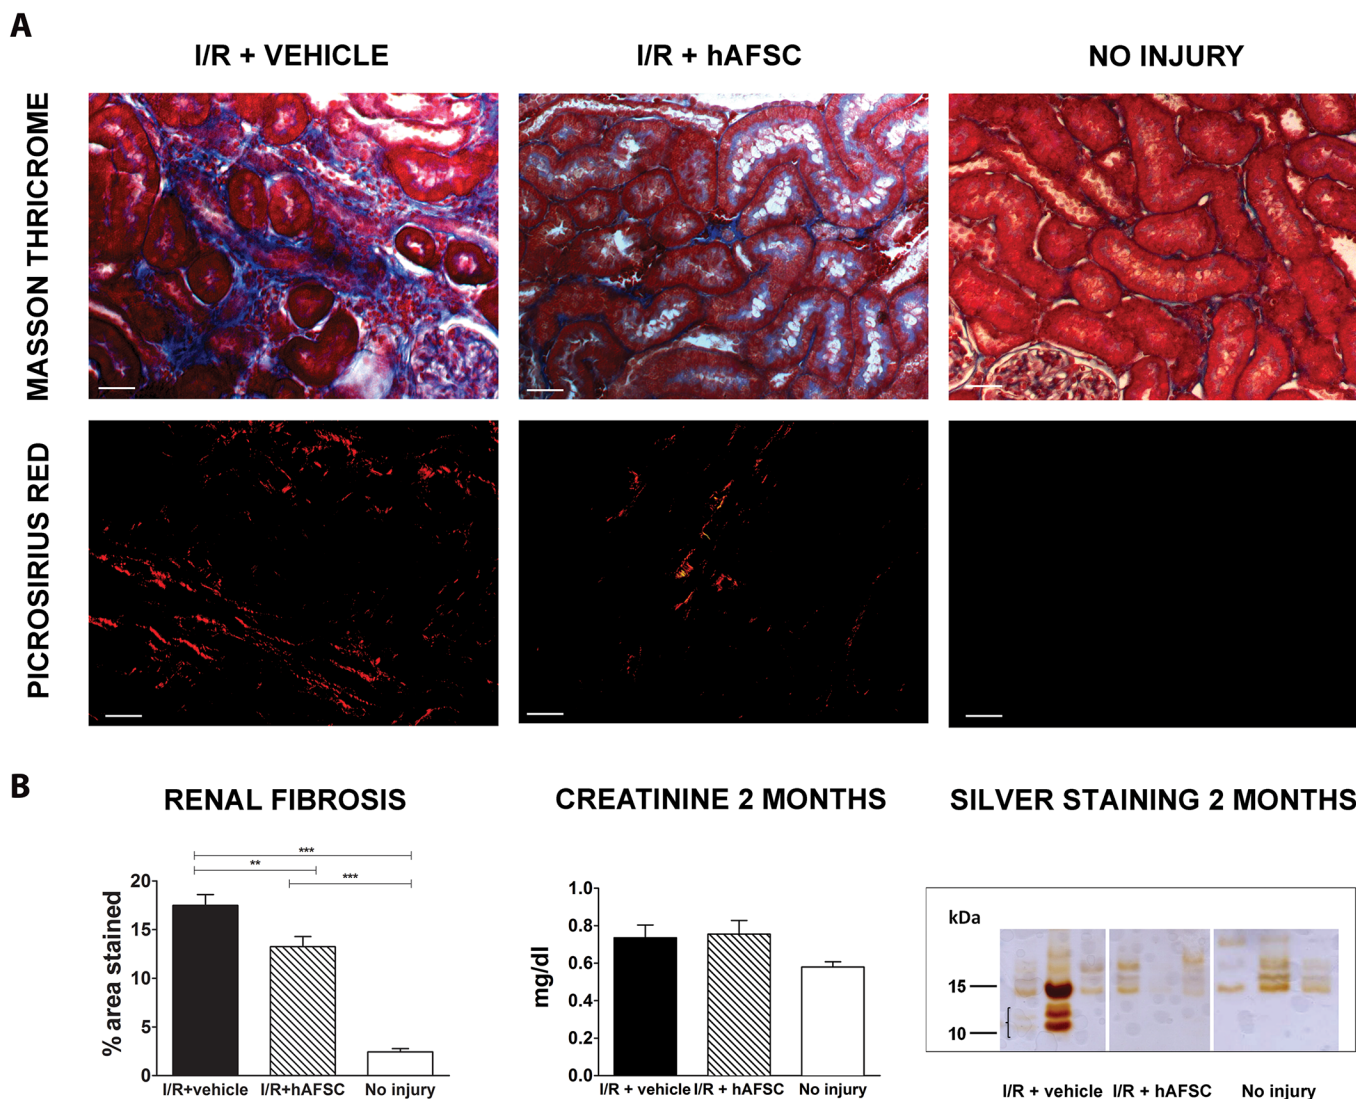 A
I/R + VEHICLE
I/R + hAFSC
NO INJURY
MASSON THRICROME
PICROSIRIUS RED
B
RENAL FIBROSIS
***
**
***
% area stained
20
15
10
5
0
I/R+vehicle
I/R+hAFSC
No injury
CREATININE 2 MONTHS
mg/dl
1.0
0.8
0.6
0.4
0.2
0.0
I/R + vehicle
I/R + hAFSC
No injury
SILVER STAINING 2 MONTHS
kDa
15
10
I/R + vehicle
I/R + hAFSC
No injury